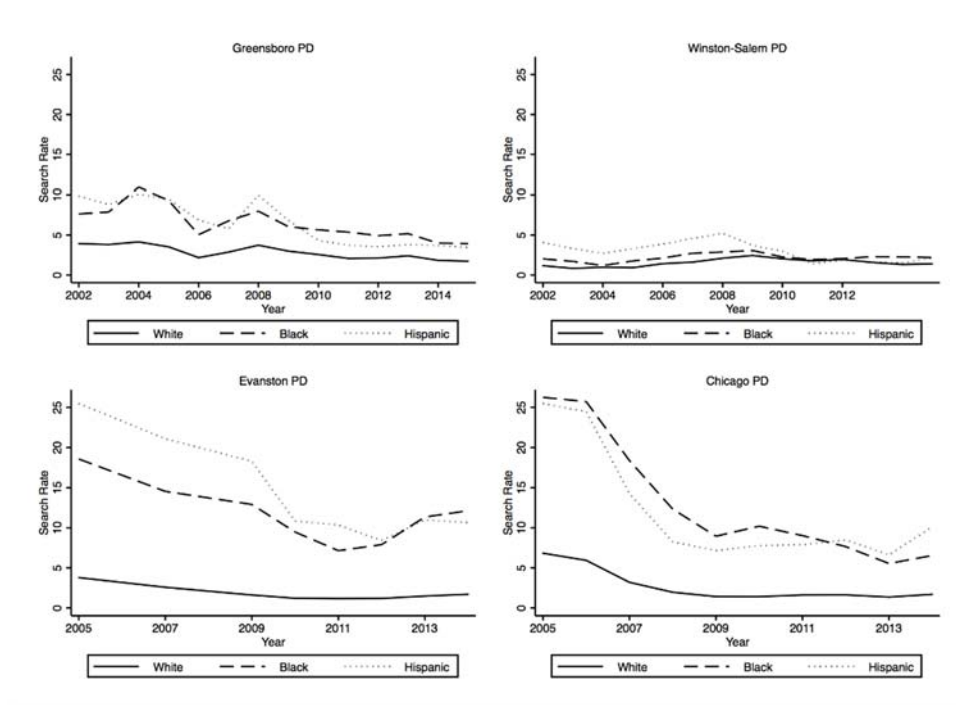 Greensboro PD
Search Rate
25
20
15
10
5
0
2002 2004 2006 2008 2010 2012 2014
Year
White Black Hispanic
Winston-Salem PD
Search Rate
25
20
15
10
5
0
2002 2004 2006 2008 2010 2012
Year
White Black Hispanic
Evanston PD
Search Rate
25
20
15
10
5
0
2005 2007 2009 2011 2013
Year
White Black Hispanic
Chicago PD
Search Rate
25
20
15
10
5
0
2005 2007 2009 2011 2013
Year
White Black Hispanic